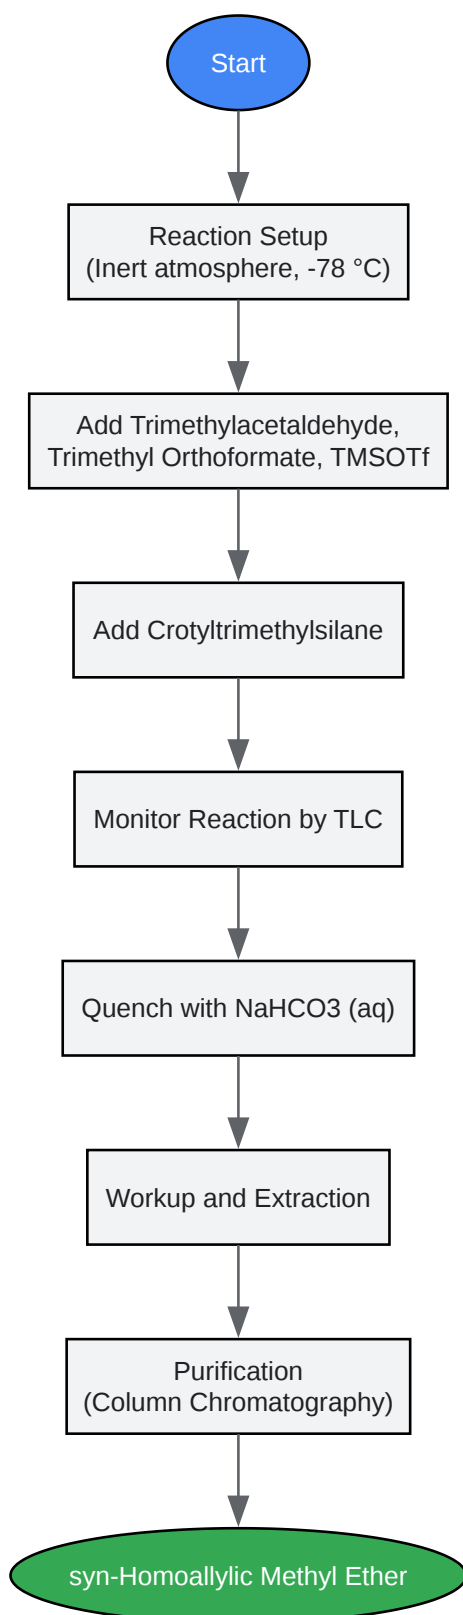 Start
Reaction Setup
(Inert atmosphere, -78 °C)
Add Trimethylacetaldehyde,
Trimethyl Orthoformate, TMSOTf
Add Crotyltrimethylsilane
Monitor Reaction by TLC
Quench with NaHCO3 (aq)
Workup and Extraction
Purification
(Column Chromatography)
syn-Homoallylic Methyl Ether